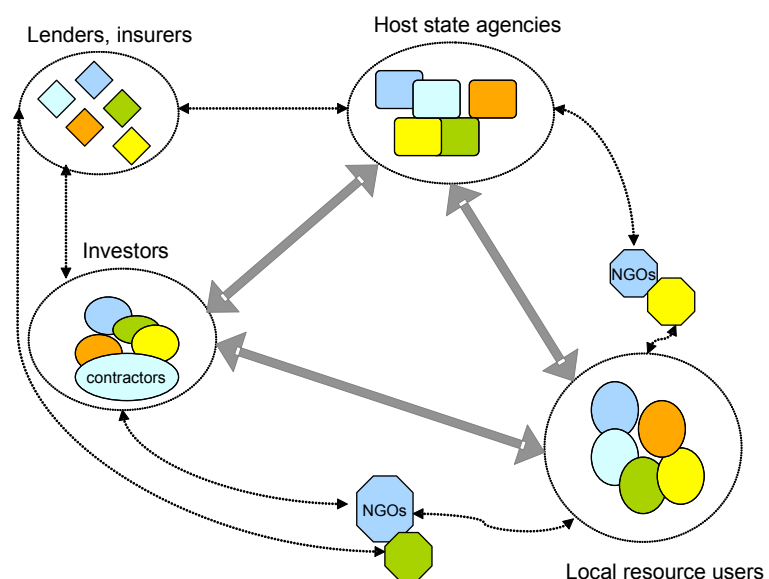 Host state agencies
Lenders, insurers
Investors
NGOs
contractors
NGOs
Local resource users